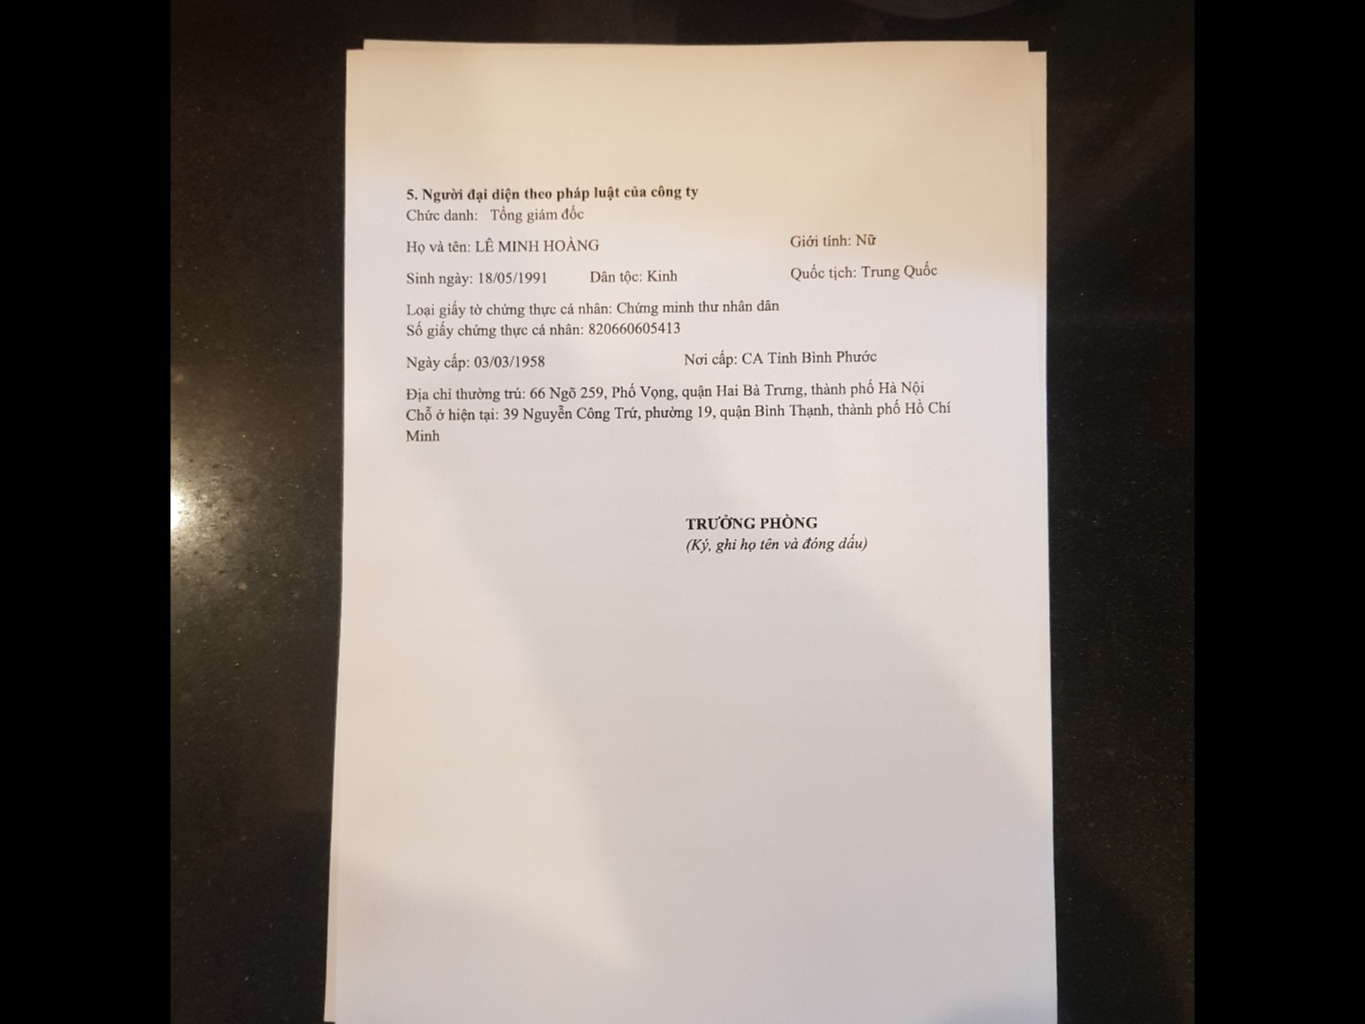 5. Người đại diện theo pháp luật của công ty
Chức danh: Tổng giám đốc
Họ và tên: LÊ MINH HOÀNG Giới tính: Nữ
Sinh ngày: 18/05/1991 Dân tộc: Kinh Quốc tịch: Trung Quốc
Loại giấy tờ chứng thực cá nhân: Chứng minh thư nhân dân
Số giấy chứng thực cá nhân: 820660605413
Ngày cấp: 03/03/1958 Nơi cấp: CA Tỉnh Bình Phước
Địa chỉ thường trú: 66 Ngõ 259, Phố Vọng, quận Hai Bà Trưng, thành phố Hà Nội
Chỗ ở hiện tại: 39 Nguyễn Công Trứ, phường 19, quận Bình Thạnh, thành phố Hồ Chí
Minh
TRƯỞNG PHÒNG
(Ký, ghi họ tên và đóng dấu)